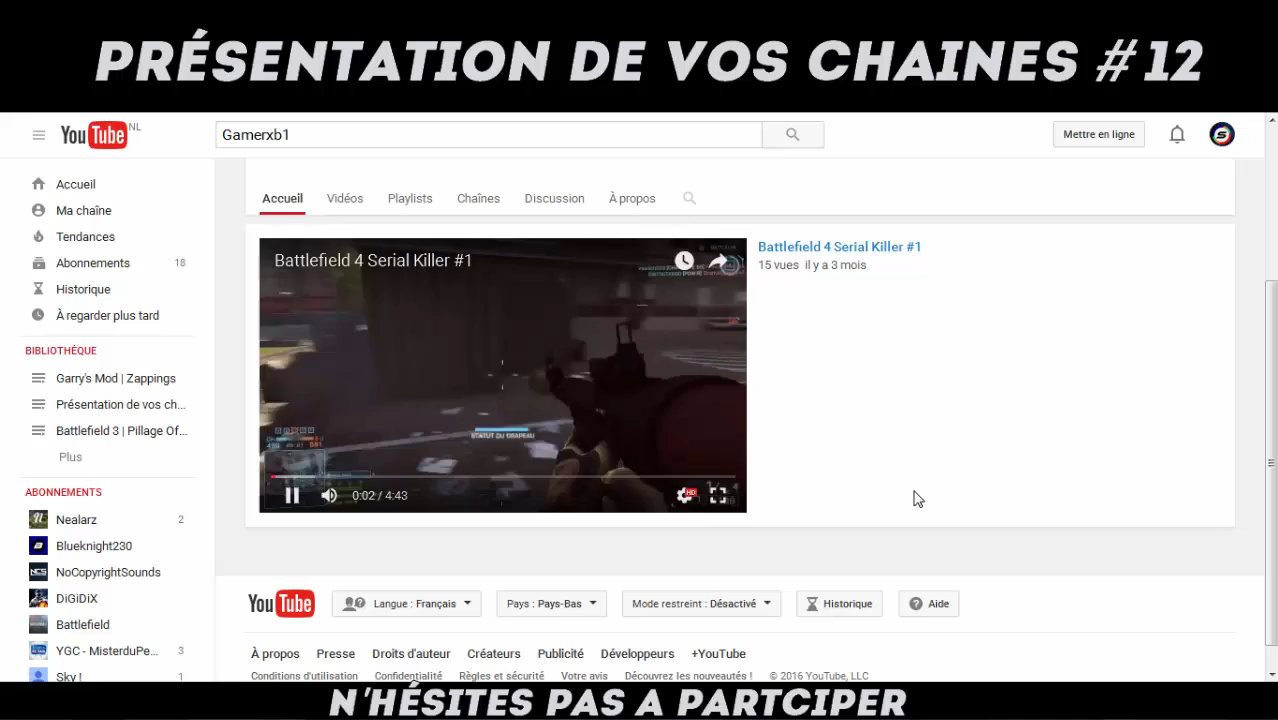 PRÉSENTATION DE VOS CHAINES #12
YouTube NL
Gamerxb1
Mettre en ligne
Accueil
Ma chaîne
Tendances
Abonnements 18
Historique
À regarder plus tard
BIBLIOTHÈQUE
Garry's Mod | Zappings
Présentation de vos ch...
Battlefield 3 | Pillage Of...
Plus
ABONNEMENTS
Nealarz 2
Blueknight230
NoCopyrightSounds
DiGiDiX
Battlefield
YGC - MisterduPe... 3
Sky ! 1
Accueil Vidéos Playlists Chaînes Discussion À propos
Battlefield 4 Serial Killer #1
STATUT DU DRAPEAU
0:02 / 4:43
HD
Battlefield 4 Serial Killer #1
15 vues il y a 3 mois
YouTube
Langue : Français
Pays : Pays-Bas
Mode restreint : Désactivé
Historique
Aide
À propos Presse Droits d'auteur Créateurs Publicité Développeurs +YouTube
Conditions d'utilisation Confidentialité Règles et sécurité Votre avis Découvrez les nouveautés ! © 2016 YouTube, LLC
N'HÉSITES PAS A PARTCIPER